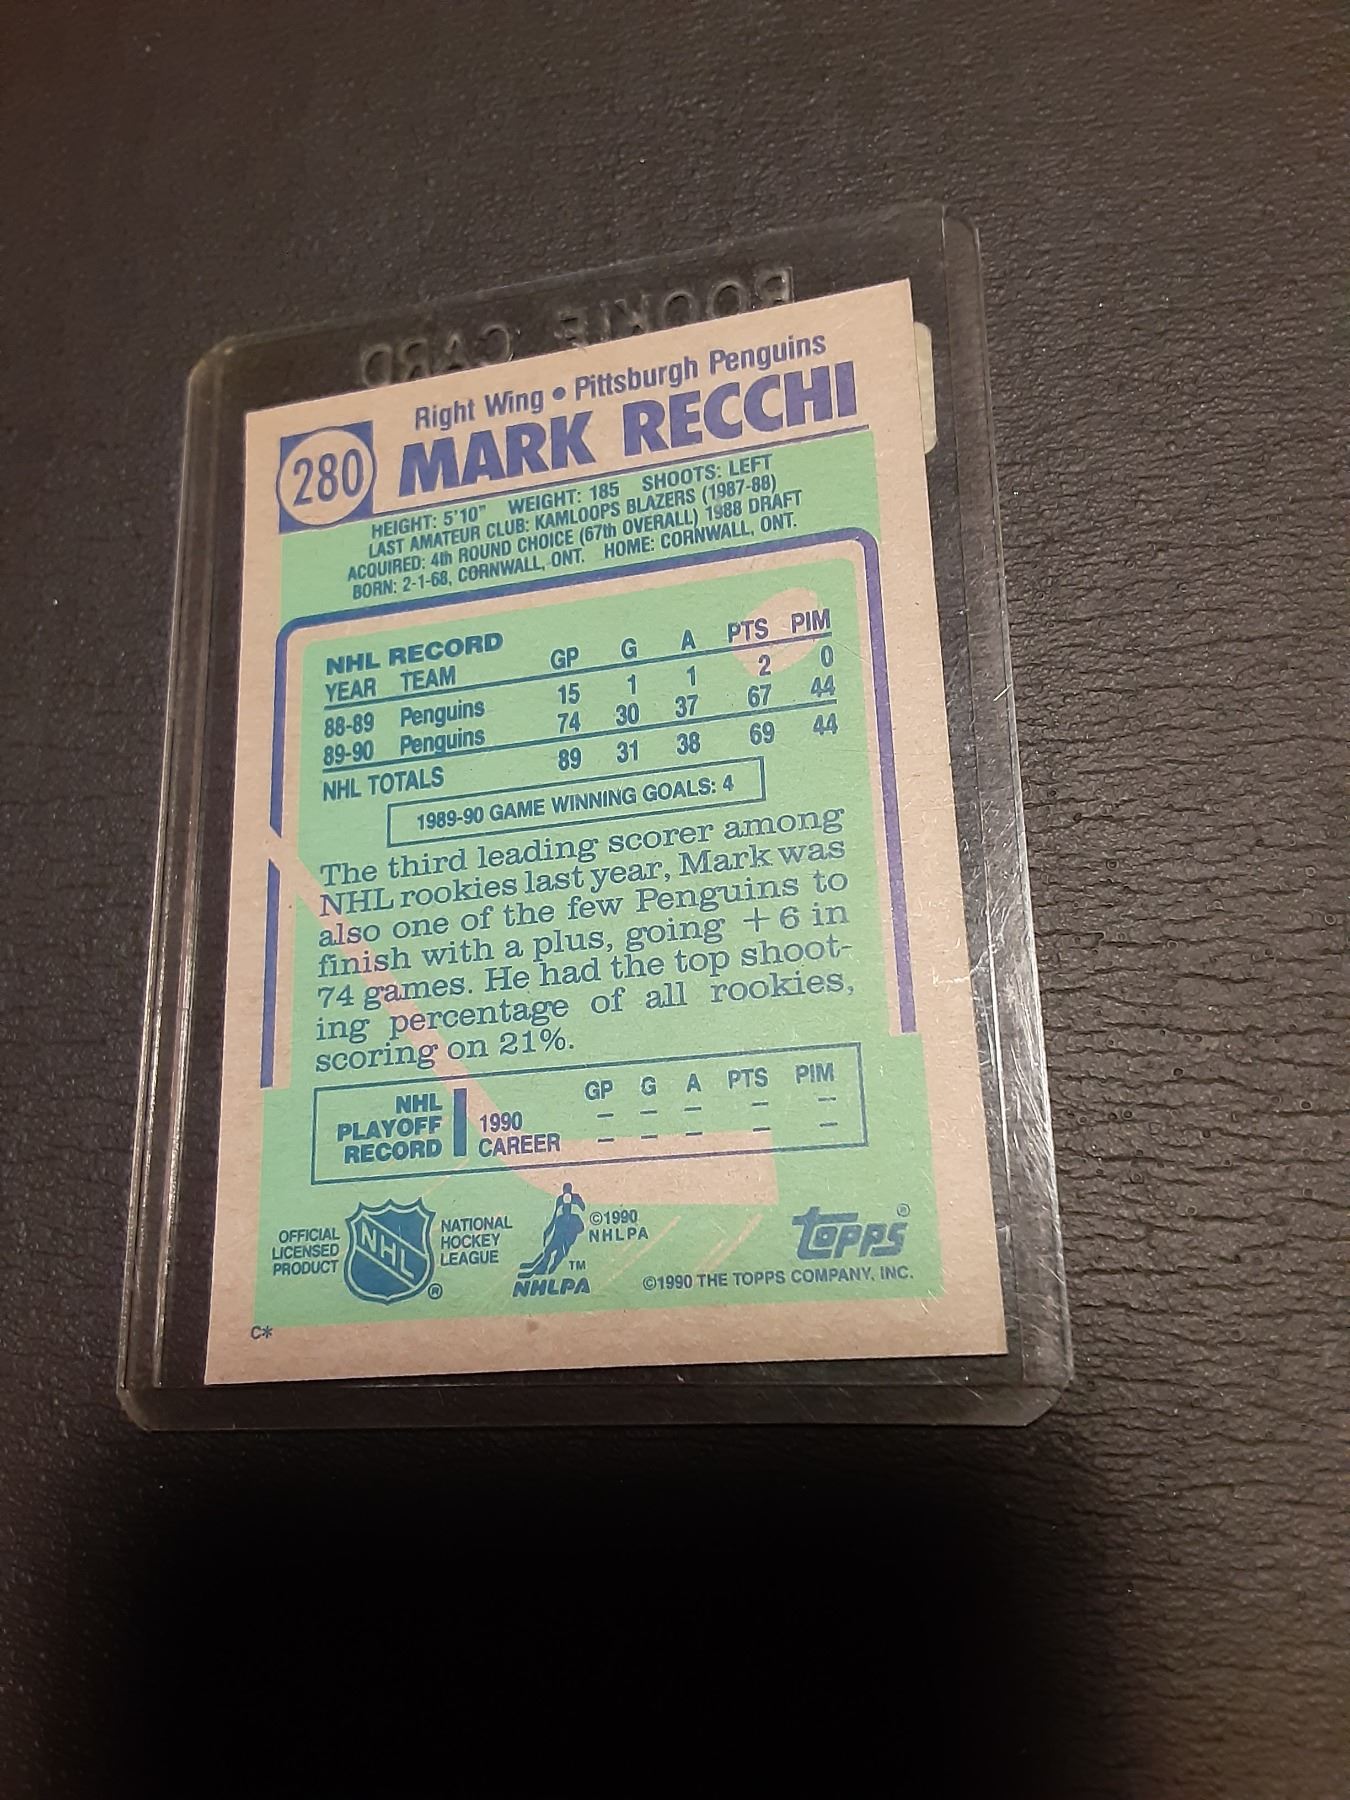 ROOKIE CARD
Right Wing • Pittsburgh Penguins
280
MARK RECCHI
HEIGHT: 5'10" WEIGHT: 185 SHOOTS: LEFT
LAST AMATEUR CLUB: KAMLOOPS BLAZERS (1987-88)
ACQUIRED: 4th ROUND CHOICE (67th OVERALL) 1988 DRAFT
BORN: 2-1-68, CORNWALL, ONT. HOME: CORNWALL, ONT.
NHL RECORD
YEAR TEAM GP G A PTS PIM
88-89 Penguins 15 1 1 2 0
89-90 Penguins 74 30 37 67 44
NHL TOTALS 89 31 38 69 44
1989-90 GAME WINNING GOALS: 4
The third leading scorer among
NHL rookies last year, Mark was
also one of the few Penguins to
finish with a plus, going +6 in
74 games. He had the top shoot-
ing percentage of all rookies,
scoring on 21%.
NHL
PLAYOFF
RECORD
GP G A PTS PIM
1990 – – – – –
CAREER – – – – –
OFFICIAL
LICENSED
PRODUCT
NHL ®
NATIONAL
HOCKEY
LEAGUE
TM
NHLPA
©1990
NHLPA
TOPPS ®
©1990 THE TOPPS COMPANY, INC.
C*